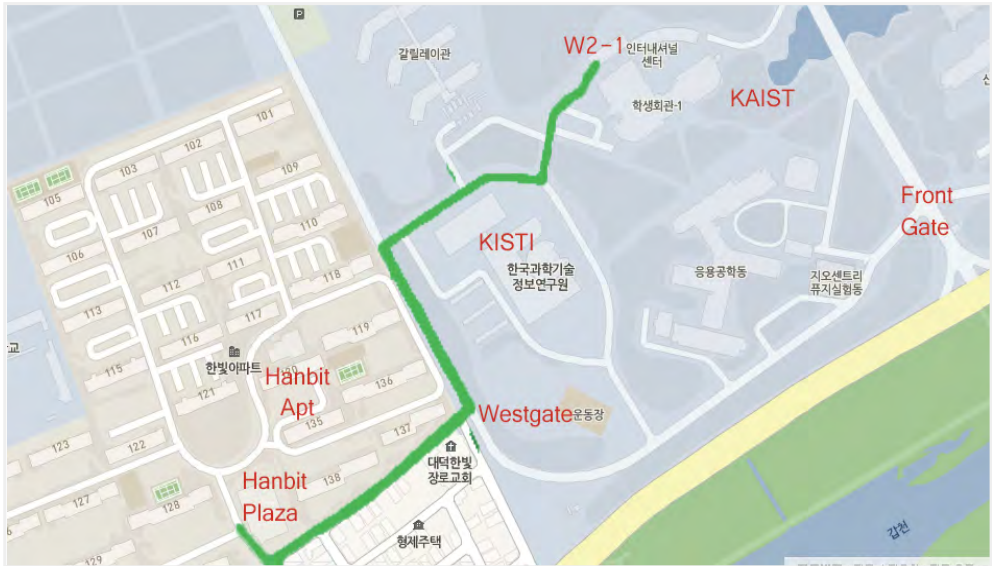 P
갈릴레이관
W2-1
인터내셔널
센터
학생회관-1
KAIST
101
102
103
109
105
108
110
107
106
111
118
112
113
117
119
116
115
한빛아파트
Hanbit
Apt
136
121
135
137
123
122
138
127
128
129
Hanbit
Plaza
KISTI
한국과학기술
정보연구원
응용공학동
지오센트리
퓨지실험동
Front
Gate
Westgate
운동장
대덕한빛
장로교회
형제주택
갑천